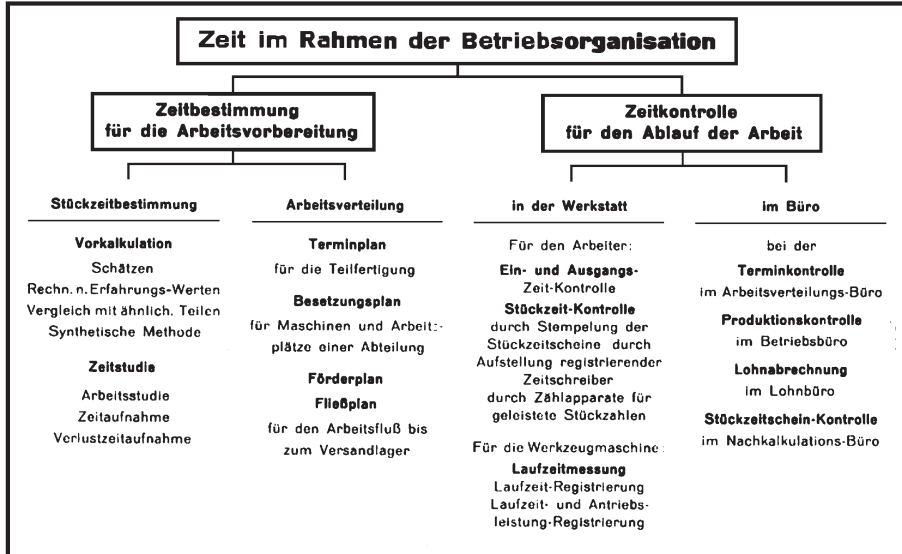 Zeit im Rahmen der Betriebsorganisation
Zeitbestimmung
für die Arbeitsvorbereitung
Zeitkontrolle
für den Ablauf der Arbeit
Stückzeitbestimmung
Vorkalkulation
Schätzen
Rechn. n. Erfahrungs-Werten
Vergleich mit ähnlich. Teilen
Synthetische Methode
Zeitstudie
Arbeitsstudie
Zeitaufnahme
Verlustzeitaufnahme
Arbeitsverteilung
Terminplan
für die Teilfertigung
Besetzungsplan
für Maschinen und Arbeits-
plätze einer Abteilung
Förderplan
Fließplan
für den Arbeitsfluß bis
zum Versandlager
in der Werkstatt
Für den Arbeiter:
Ein- und Ausgangs-
Zeit-Kontrolle
Stückzeit-Kontrolle
durch Stempelung der
Stückzeitscheine durch
Aufstellung registrierender
Zeitschreiber
durch Zählapparate für
geleistete Stückzahlen
Für die Werkzeugmaschine:
Laufzeitmessung
Laufzeit-Registrierung
Laufzeit- und Antriebs-
leistung-Registrierung
im Büro
bei der
Terminkontrolle
im Arbeitsverteilungs-Büro
Produktionskontrolle
im Betriebsbüro
Lohnabrechnung
im Lohnbüro
Stückzeitschein-Kontrolle
im Nachkalkulations-Büro